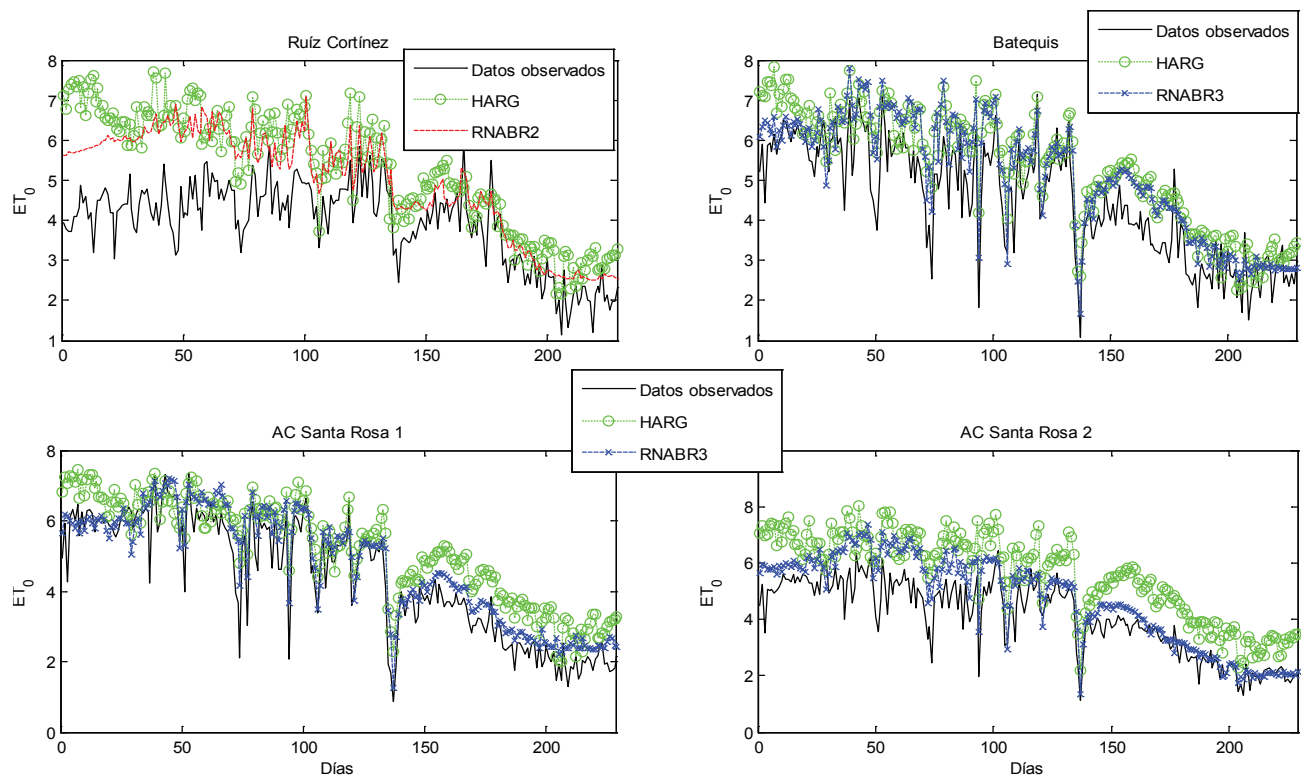 Ruíz Cortínez
Datos observados
HARG
RNABR2
8
7
6
5
4
3
2
1
ET0
0
50
100
150
200
Batequis
Datos observados
HARG
RNABR3
8
7
6
5
4
3
2
1
ET0
0
50
100
150
200
Datos observados
HARG
RNABR3
AC Santa Rosa 1
8
6
4
2
0
ET0
0
50
100
150
200
Días
AC Santa Rosa 2
8
6
4
2
0
ET0
0
50
100
150
200
Días